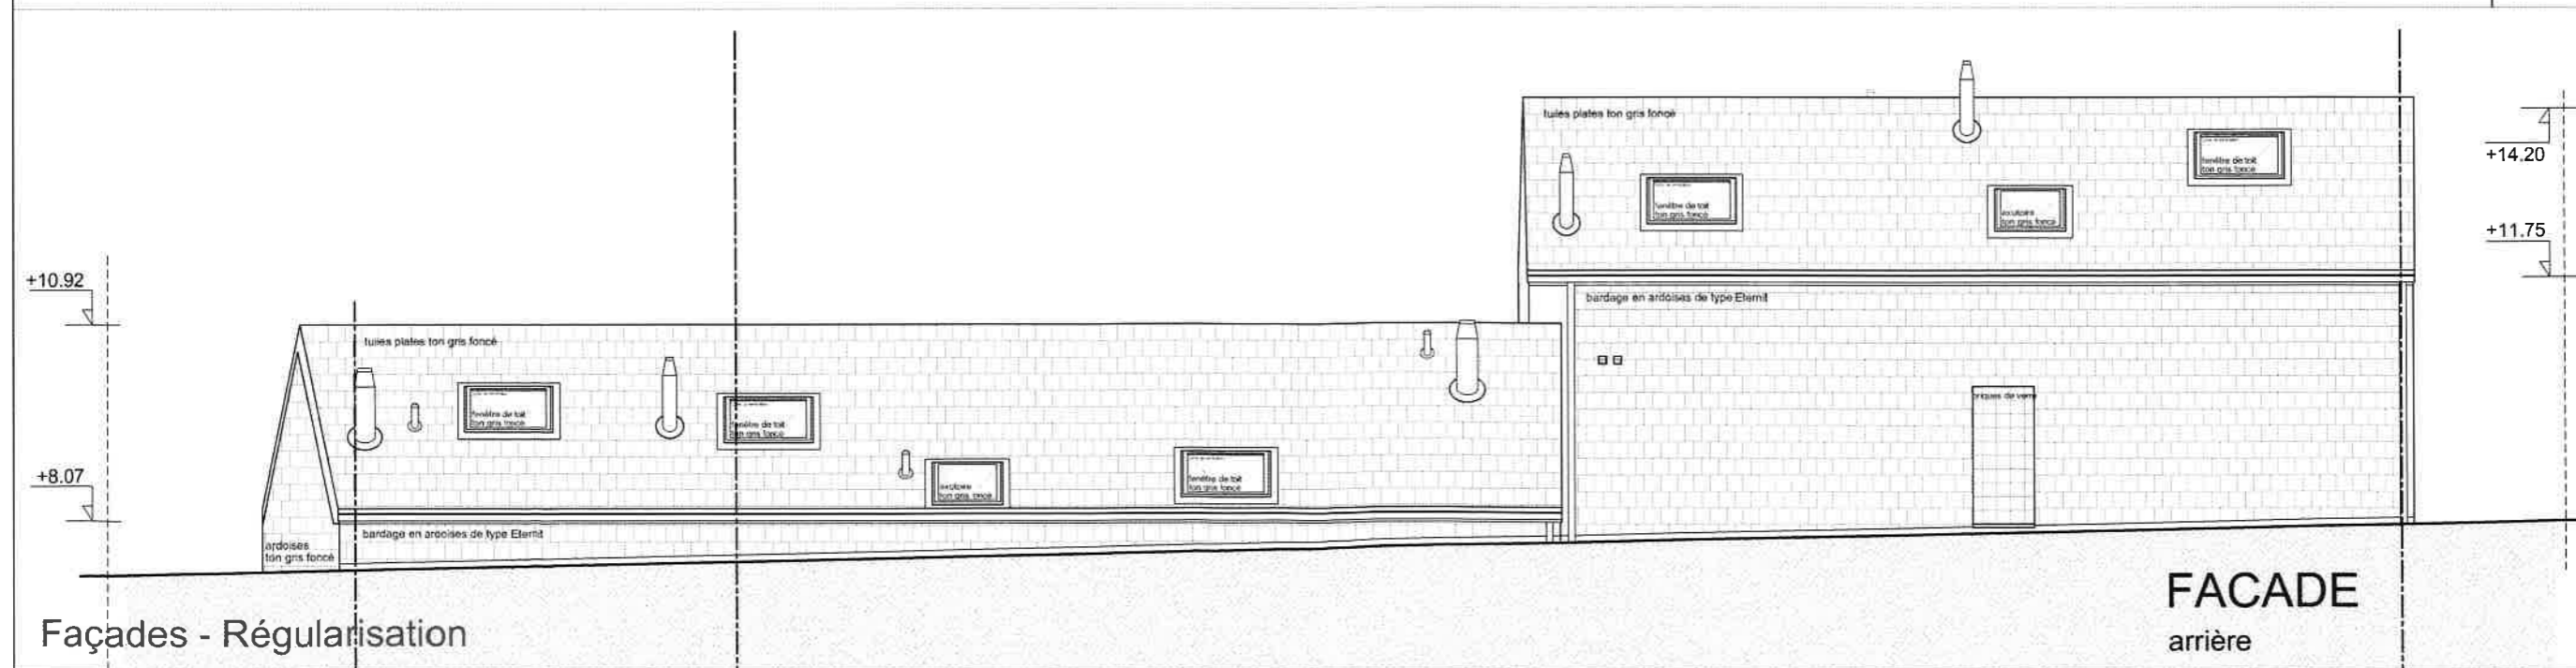 tuiles plates ton gris foncé
+14.20
fenêtre de toit
ton gris foncé
fenêtre de toit
ton gris foncé
exutoire
ton gris foncé
+11.75
+10.92
bardage en ardoises de type Eternit
tuiles plates ton gris foncé
fenêtre de toit
ton gris foncé
fenêtre de toit
ton gris foncé
briques de verre
+8.07
exutoire
ton gris foncé
fenêtre de toit
ton gris foncé
bardage en ardoises de type Eternit
ardoises
ton gris foncé
FACADE
arrière
Façades - Régularisation